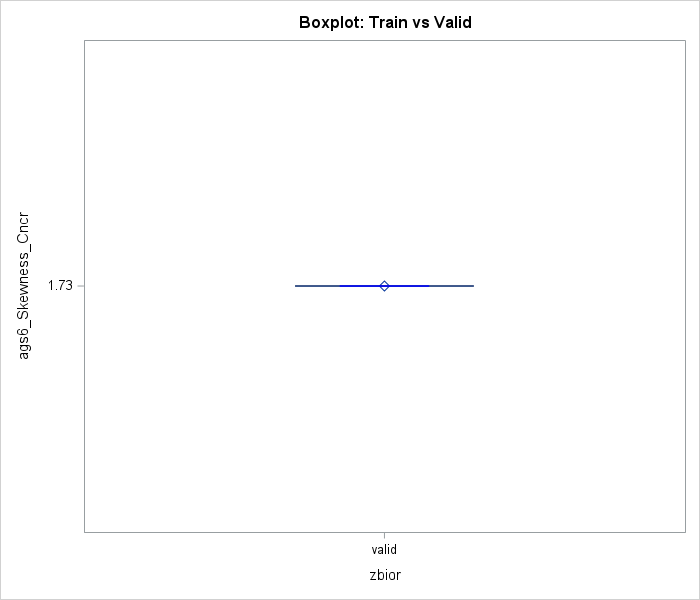 Boxplot: Train vs Valid
ags6_Skewness_Cncr
1.73
valid
zbior